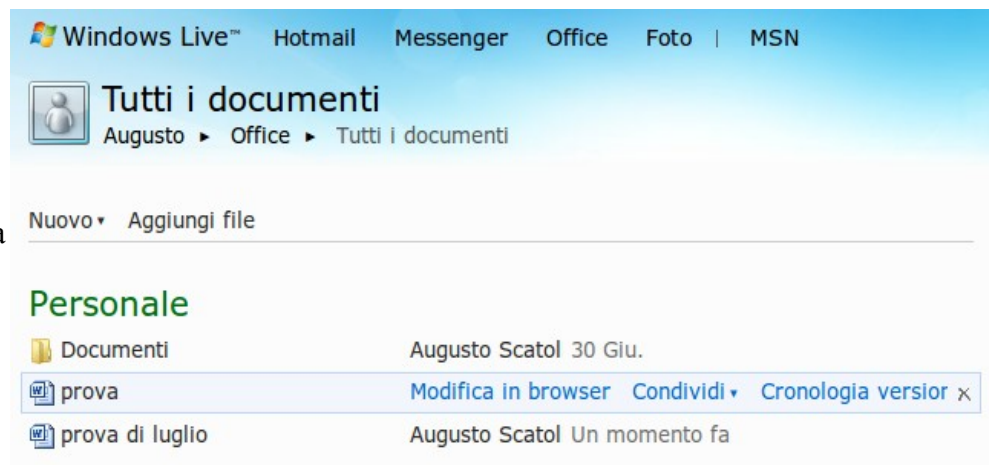 Windows Live™ Hotmail Messenger Office Foto | MSN
Tutti i documenti
Augusto ▸ Office ▸ Tutti i documenti
Nuovo ▾ Aggiungi file
a
Personale
Documenti Augusto Scatol 30 Giu.
prova Modifica in browser Condividi ▾ Cronologia version ×
prova di luglio Augusto Scatol Un momento fa